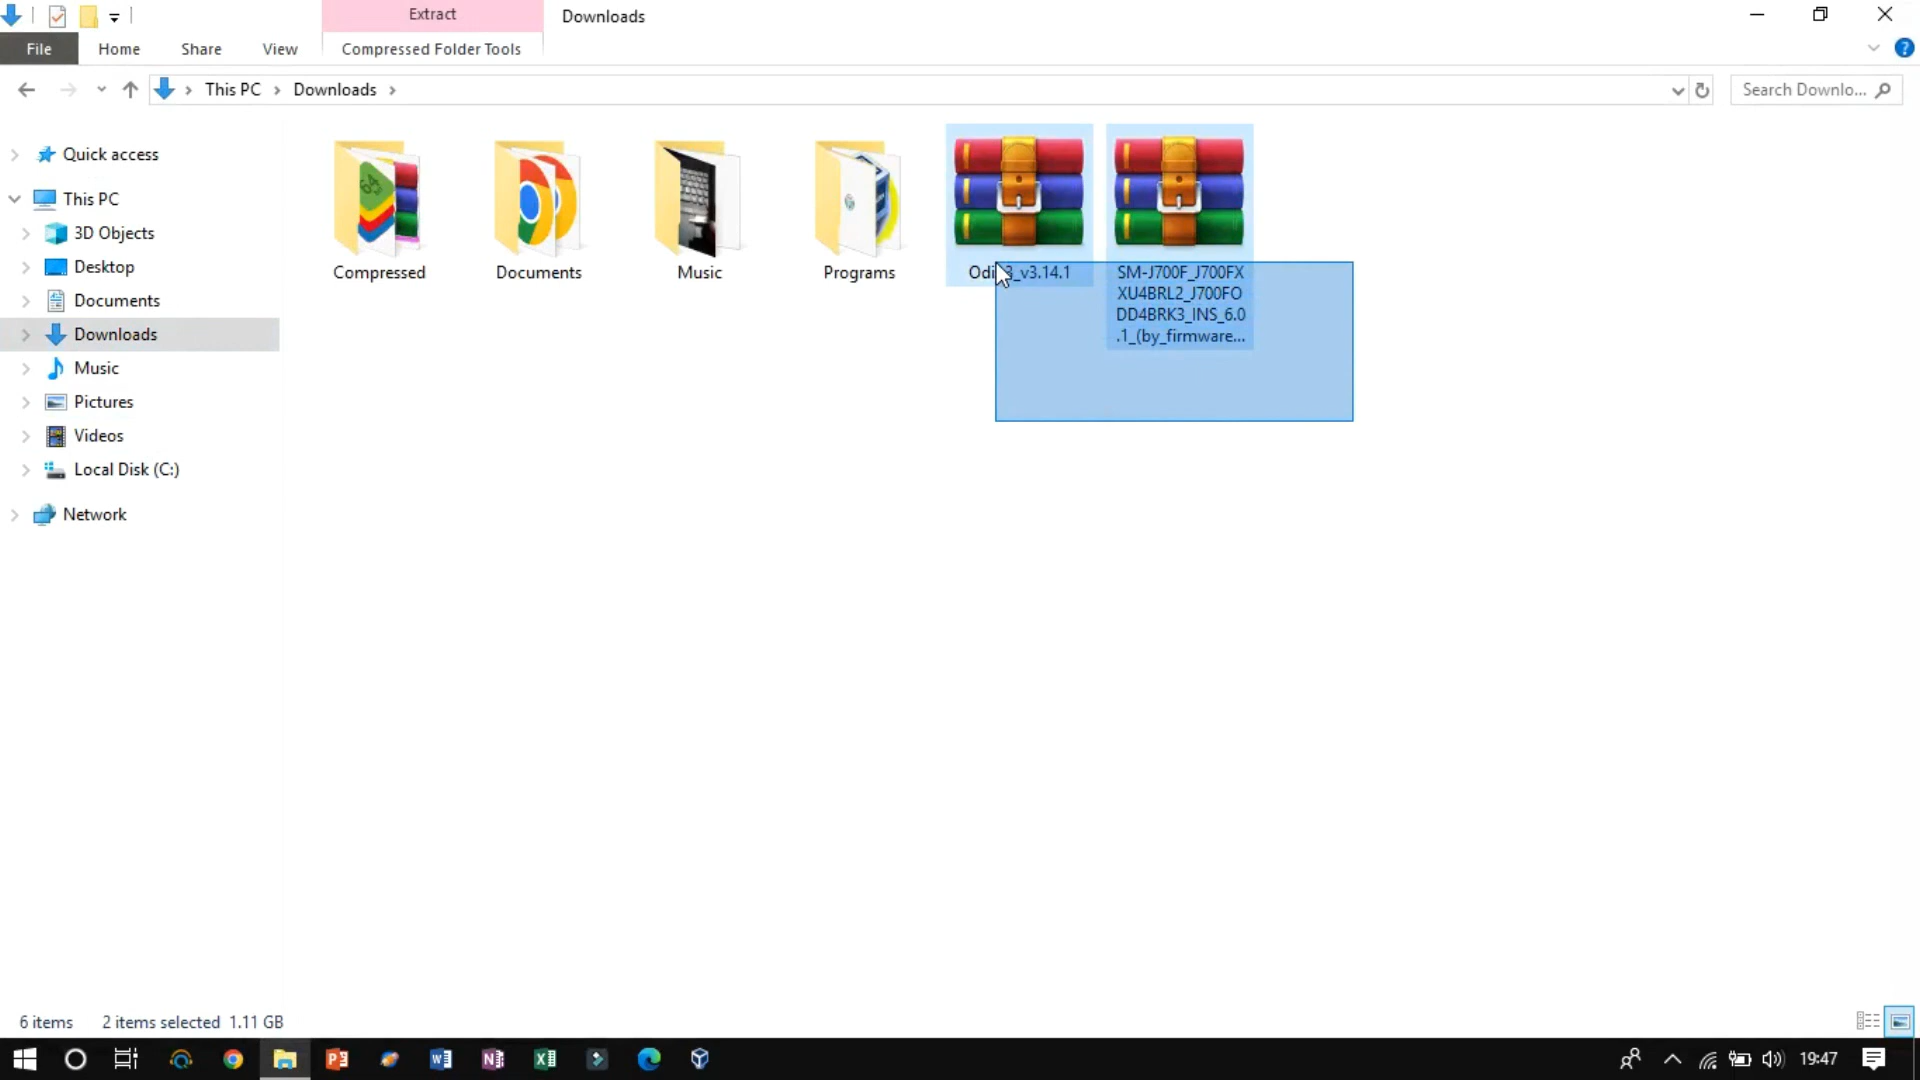 Extract
Downloads
File
Home
Share
View
Compressed Folder Tools
This PC
Downloads
Search Downlo...
Quick access
This PC
3D Objects
Desktop
Documents
Downloads
Music
Pictures
Videos
Local Disk (C:)
Network
Compressed
Documents
Music
Programs
3_v3.14.1
SM-J700F_J700FX
XU4BRL2_J700FO
DD4BRK3_INS_6.0
.1_(by_firmware...
6 items
2 items selected 1.11 GB
19:47